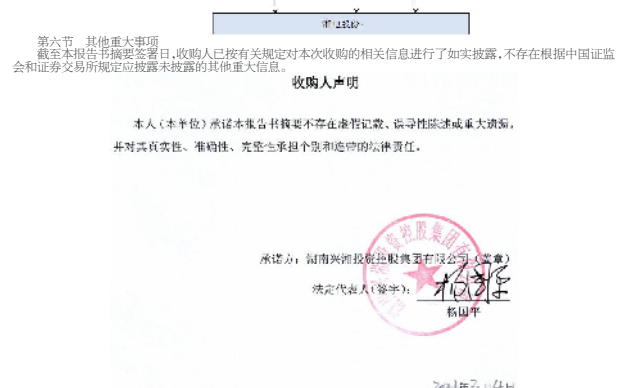 湘电股份
第六节 其他重大事项
截至本报告书摘要签署日,收购人已按有关规定对本次收购的相关信息进行了如实披露,不存在根据中国证监
会和证券交易所规定应披露未披露的其他重大信息。
收购人声明
本人（本单位）承诺本报告书摘要不存在虚假记载、误导性陈述或重大遗漏，
并对其真实性、准确性、完整性承担个别和连带的法律责任。
承诺方：湖南兴湘投资控股集团有限公司（盖章）
法定代表人（签字）：
杨国平